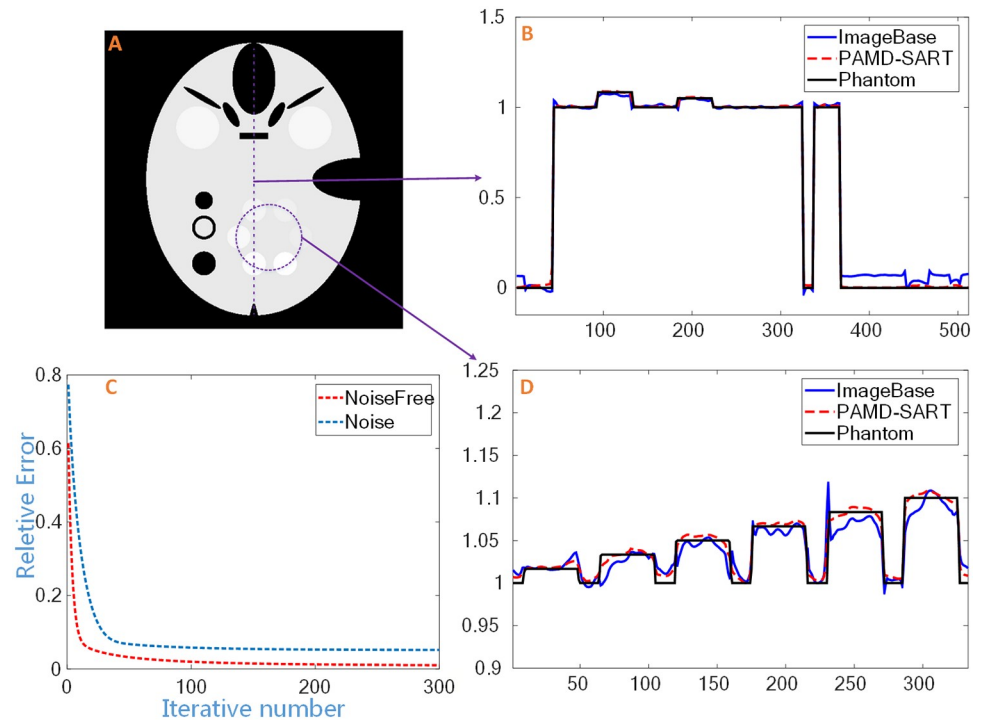 A
B
1.5
1
0.5
0
100
200
300
400
500
ImageBase
PAMD-SART
Phantom
C
0.8
0.6
0.4
0.2
0
0
100
200
300
Reletive Error
Iterative number
NoiseFree
Noise
D
1.25
1.2
1.15
1.1
1.05
1
0.95
0.9
50
100
150
200
250
300
ImageBase
PAMD-SART
Phantom